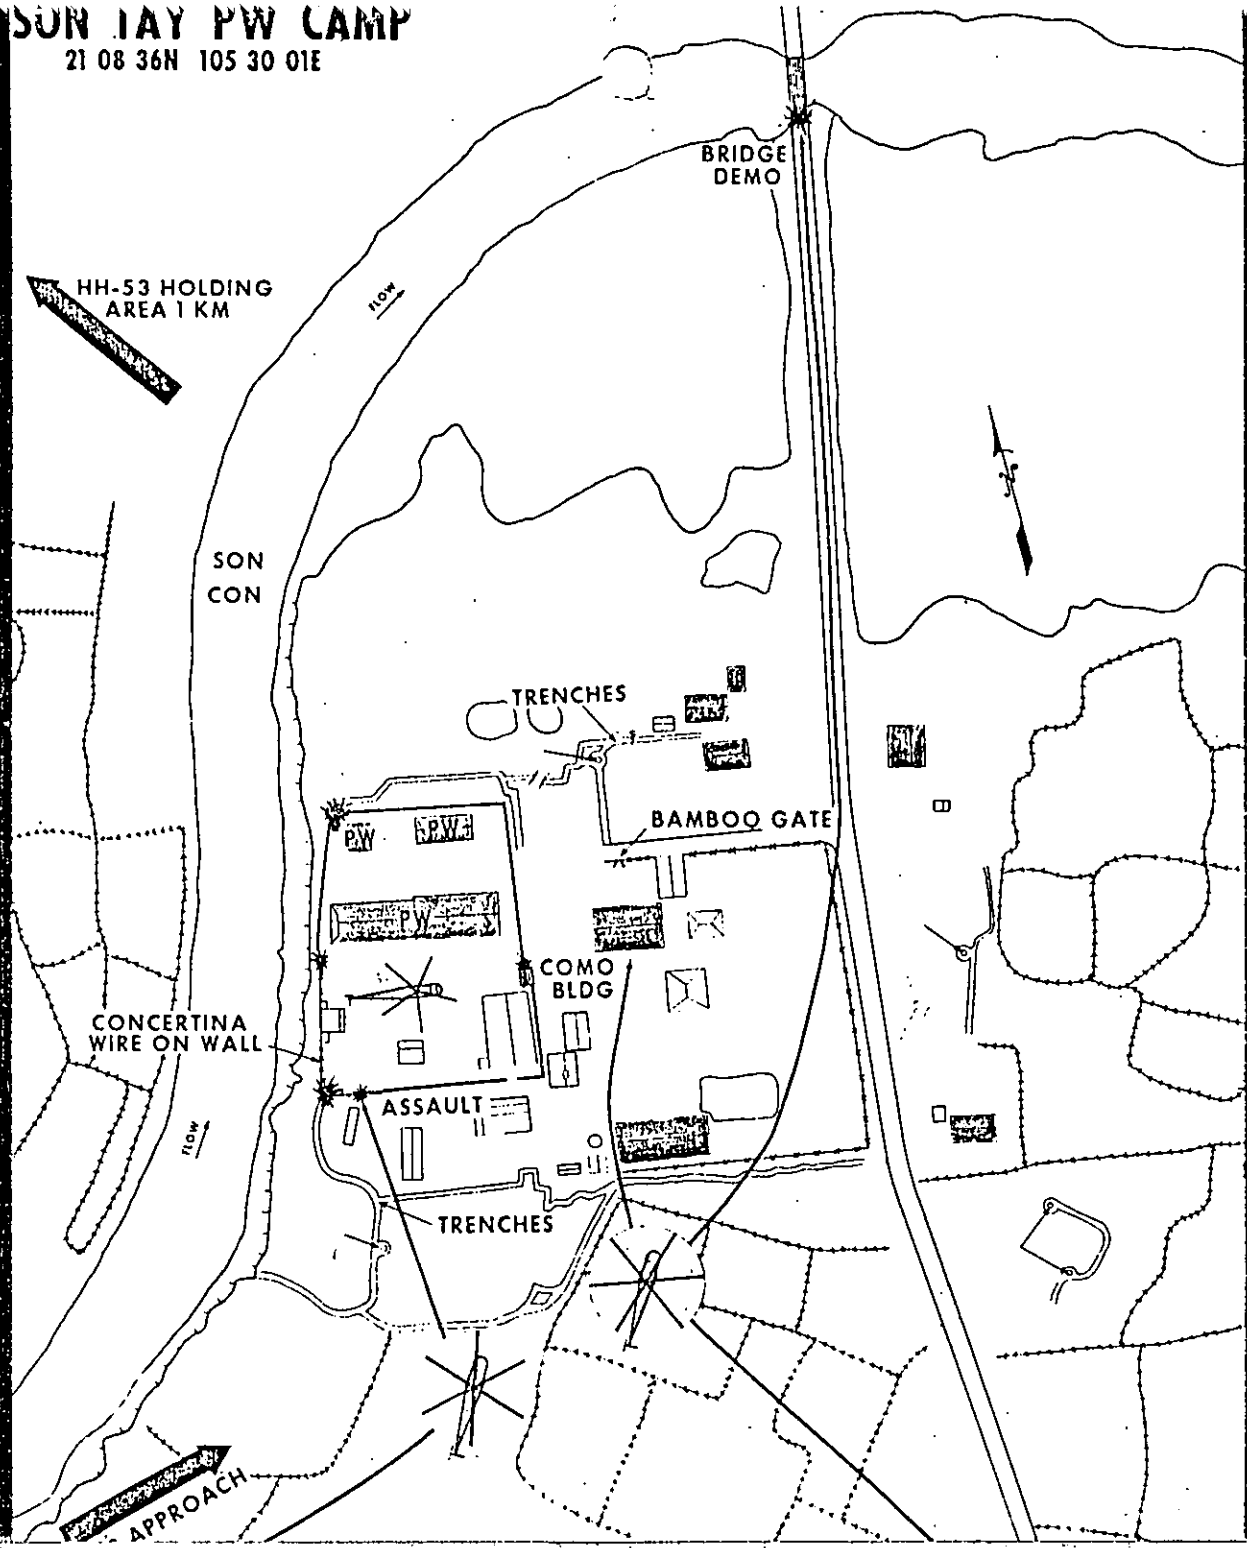 SON TAY PW CAMP
21 08 36N 105 30 01E
BRIDGE
DEMO
HH-53 HOLDING
AREA 1 KM
FLOW
N
SON
CON
TRENCHES
BAMBOO GATE
PW
PW
PW
COMO
BLDG
CONCERTINA
WIRE ON WALL
ASSAULT
FLOW
TRENCHES
APPROACH